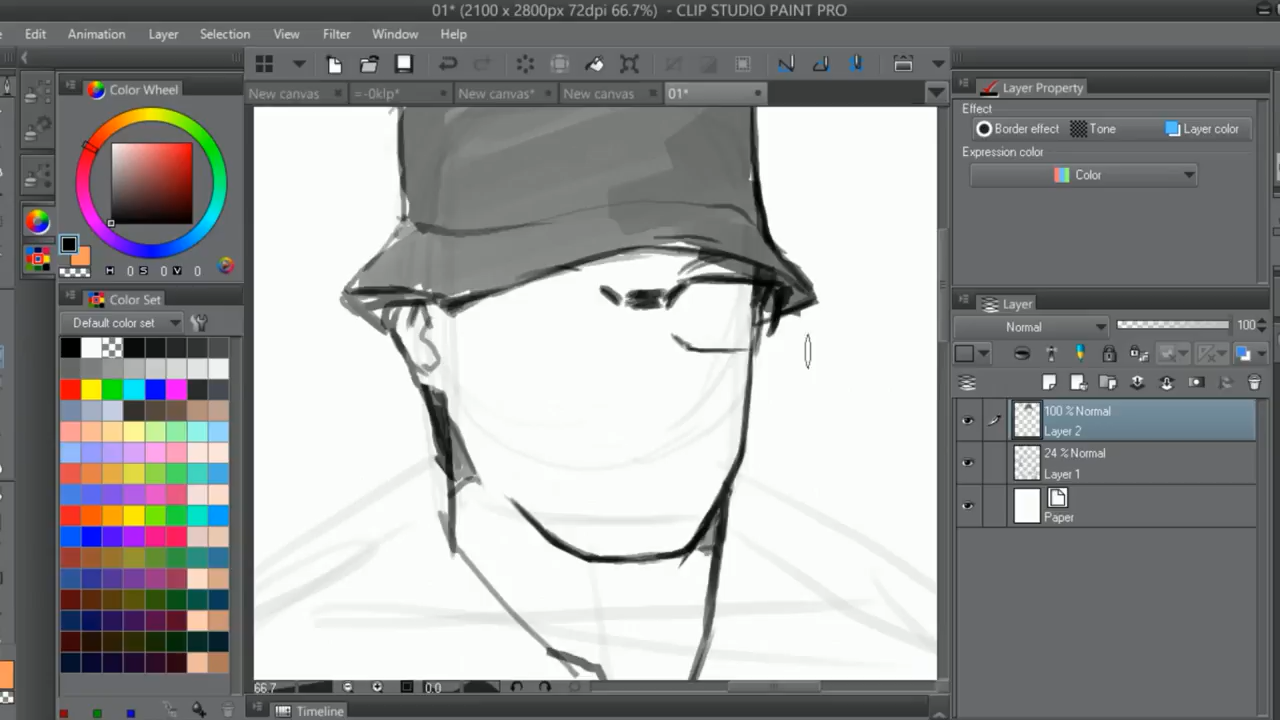 01* (2100 x 2800px 72dpi 66.7%) - CLIP STUDIO PAINT PRO
Edit Animation Layer Selection View Filter Window Help
Color Wheel
New canvas =-0klp* New canvas* New canvas 01*
Layer Property
Effect
Border effect Tone Layer color
Expression color
Color
H 0 S 0 V 0
Color Set
Default color set
Layer
Normal 100
100 % Normal
Layer 2
24 % Normal
Layer 1
Paper
66.7 0.0
Timeline